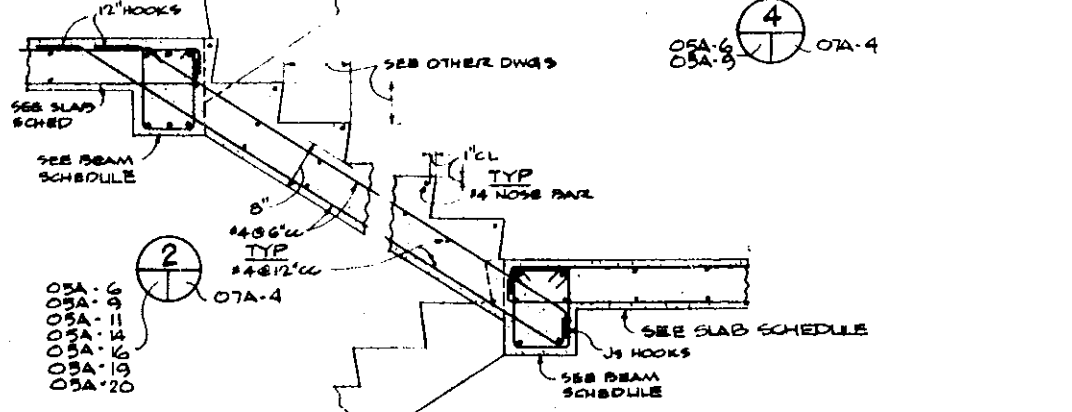 12" HOOKS
SEE OTHER DWGS
4
05A-6
05A-9
07A-4
SEE SLAB
SCHED
SEE BEAM
SCHEDULE
1" CL
TYP
#4 NOSE BAR
8"
#4@6"cc
TYP
#4@12"cc
2
05A-6
05A-9
05A-11
05A-14
05A-16
05A-19
05A-20
07A-4
SEE SLAB SCHEDULE
JS HOOKS
SEE BEAM
SCHEDULE